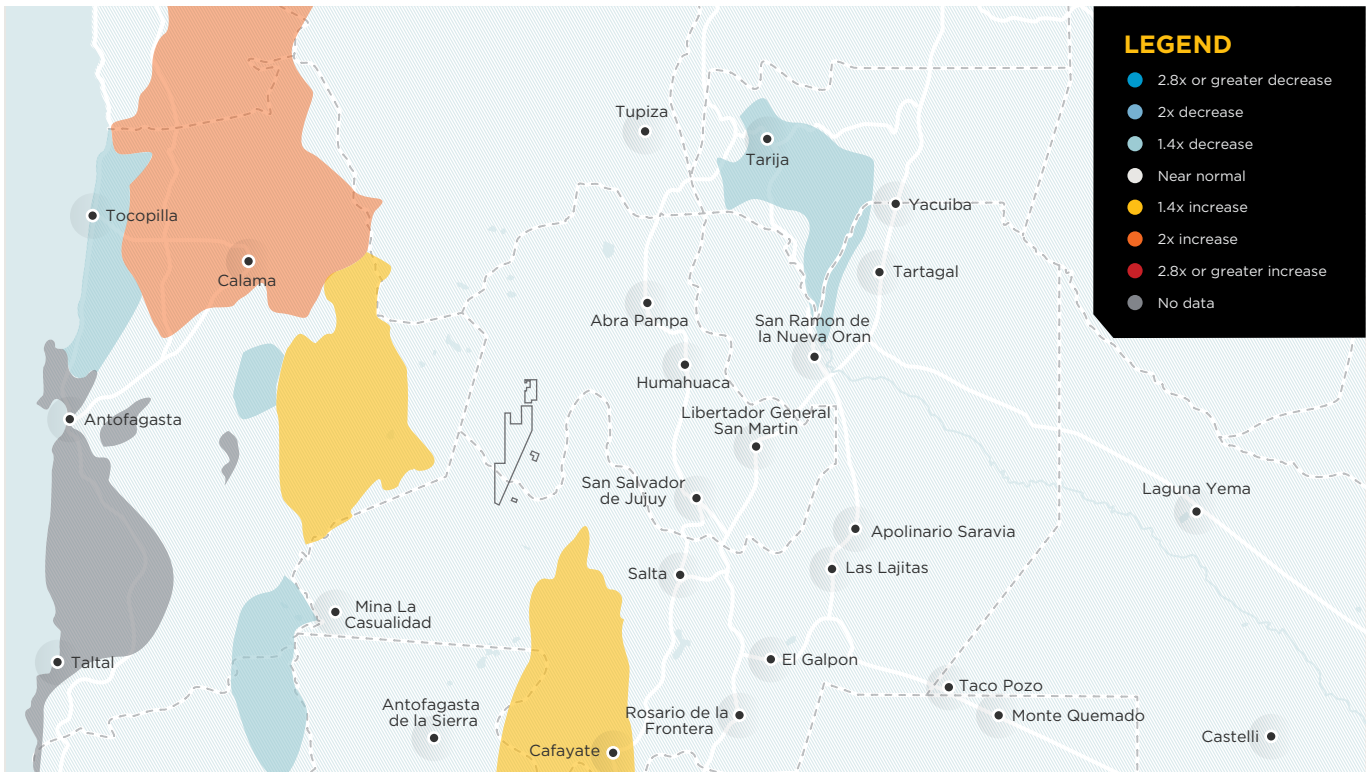 LEGEND
2.8x or greater decrease
2x decrease
1.4x decrease
Near normal
1.4x increase
2x increase
2.8x or greater increase
No data
Tupiza
Tarija
Yacuiba
Tocopilla
Tartagal
Calama
Abra Pampa
San Ramon de
la Nueva Oran
Humahuaca
Antofagasta
Libertador General
San Martin
San Salvador
de Jujuy
Laguna Yema
Apolinario Saravia
Salta
Las Lajitas
Mina La
Casualidad
Taltal
El Galpon
Taco Pozo
Antofagasta
de la Sierra
Rosario de la
Frontera
Monte Quemado
Castelli
Cafayate